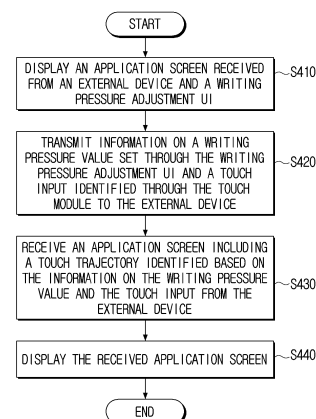 START
DISPLAY AN APPLICATION SCREEN RECEIVED
FROM AN EXTERNAL DEVICE AND A WRITING
PRESSURE ADJUSTMENT UI
S410
TRANSMIT INFORMATION ON A WRITING
PRESSURE VALUE SET THROUGH THE WRITING
PRESSURE ADJUSTMENT UI AND A TOUCH
INPUT IDENTIFIED THROUGH THE TOUCH
MODULE TO THE EXTERNAL DEVICE
S420
RECEIVE AN APPLICATION SCREEN INCLUDING
A TOUCH TRAJECTORY IDENTIFIED BASED ON
THE INFORMATION ON THE WRITING PRESSURE
VALUE AND THE TOUCH INPUT FROM THE
EXTERNAL DEVICE
S430
DISPLAY THE RECEIVED APPLICATION SCREEN
S440
END